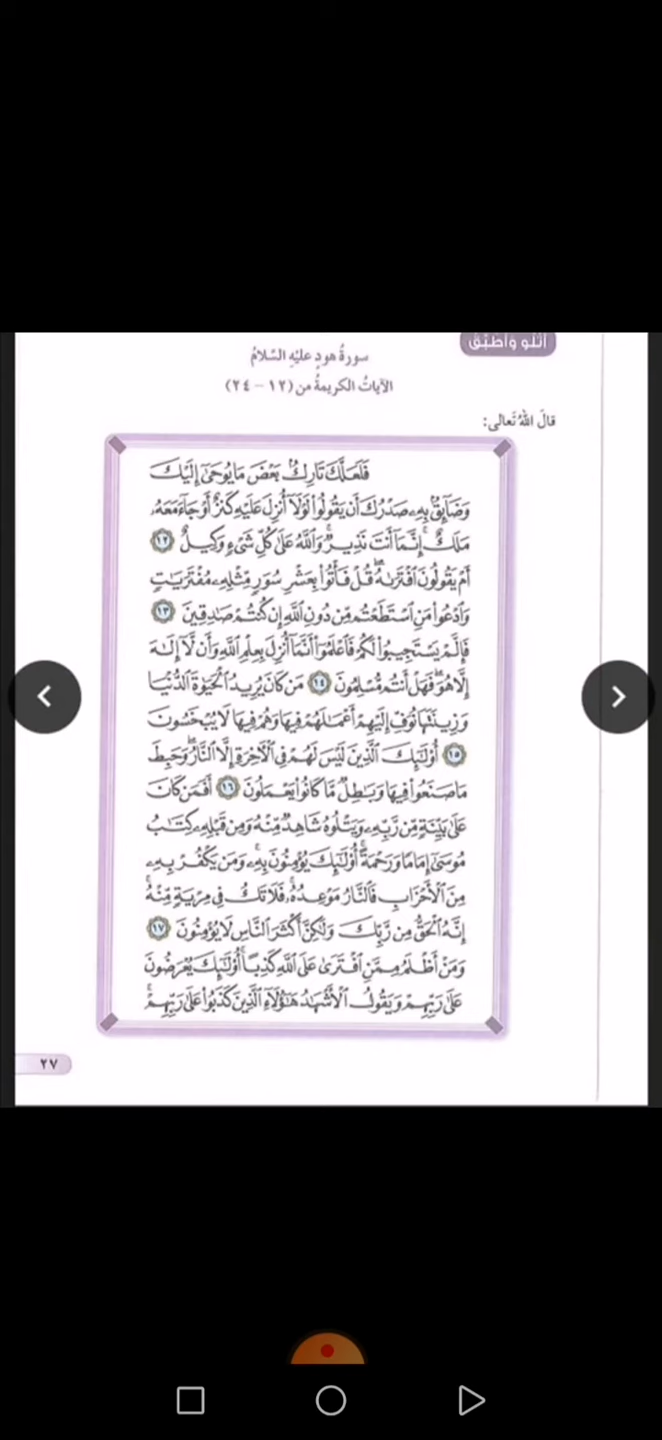 أتلو وأطبق
سورةُ هودٍ عليْهِ السّلامُ
الآياتُ الكريمةُ من (١٢ – ٢٤)
قالَ اللهُ تَعالى:
فَلَعَلَّكَ تَارِكٌۢ بَعْضَ مَا يُوحَىٰٓ إِلَيْكَ
وَضَآئِقٌۢ بِهِۦ صَدْرُكَ أَن يَقُولُوا۟ لَوْلَآ أُنزِلَ عَلَيْهِ كَنزٌ أَوْ جَآءَ مَعَهُۥ
مَلَكٌ ۚ إِنَّمَآ أَنتَ نَذِيرٌ ۚ وَٱللَّهُ عَلَىٰ كُلِّ شَىْءٍ وَكِيلٌ ١٢
أَمْ يَقُولُونَ ٱفْتَرَىٰهُ ۖ قُلْ فَأْتُوا۟ بِعَشْرِ سُوَرٍ مِّثْلِهِۦ مُفْتَرَيَٰتٍ
وَٱدْعُوا۟ مَنِ ٱسْتَطَعْتُم مِّن دُونِ ٱللَّهِ إِن كُنتُمْ صَٰدِقِينَ ١٣
فَإِلَّمْ يَسْتَجِيبُوا۟ لَكُمْ فَٱعْلَمُوٓا۟ أَنَّمَآ أُنزِلَ بِعِلْمِ ٱللَّهِ وَأَن لَّآ إِلَٰهَ
إِلَّا هُوَ ۖ فَهَلْ أَنتُم مُّسْلِمُونَ ١٤ مَن كَانَ يُرِيدُ ٱلْحَيَوٰةَ ٱلدُّنْيَا
وَزِينَتَهَا نُوَفِّ إِلَيْهِمْ أَعْمَٰلَهُمْ فِيهَا وَهُمْ فِيهَا لَا يُبْخَسُونَ
١٥ أُو۟لَٰٓئِكَ ٱلَّذِينَ لَيْسَ لَهُمْ فِى ٱلْءَاخِرَةِ إِلَّا ٱلنَّارُ ۖ وَحَبِطَ
مَا صَنَعُوا۟ فِيهَا وَبَٰطِلٌ مَّا كَانُوا۟ يَعْمَلُونَ ١٦ أَفَمَن كَانَ
عَلَىٰ بَيِّنَةٍ مِّن رَّبِّهِۦ وَيَتْلُوهُ شَاهِدٌ مِّنْهُ وَمِن قَبْلِهِۦ كِتَٰبُ
مُوسَىٰٓ إِمَامًا وَرَحْمَةً ۚ أُو۟لَٰٓئِكَ يُؤْمِنُونَ بِهِۦ ۚ وَمَن يَكْفُرْ بِهِۦ
مِنَ ٱلْأَحْزَابِ فَٱلنَّارُ مَوْعِدُهُۥ ۚ فَلَا تَكُ فِى مِرْيَةٍ مِّنْهُ ۚ
إِنَّهُ ٱلْحَقُّ مِن رَّبِّكَ وَلَٰكِنَّ أَكْثَرَ ٱلنَّاسِ لَا يُؤْمِنُونَ ١٧
وَمَنْ أَظْلَمُ مِمَّنِ ٱفْتَرَىٰ عَلَى ٱللَّهِ كَذِبًا ۚ أُو۟لَٰٓئِكَ يُعْرَضُونَ
عَلَىٰ رَبِّهِمْ وَيَقُولُ ٱلْأَشْهَٰدُ هَٰٓؤُلَآءِ ٱلَّذِينَ كَذَبُوا۟ عَلَىٰ رَبِّهِمْ ۚ
٢٧